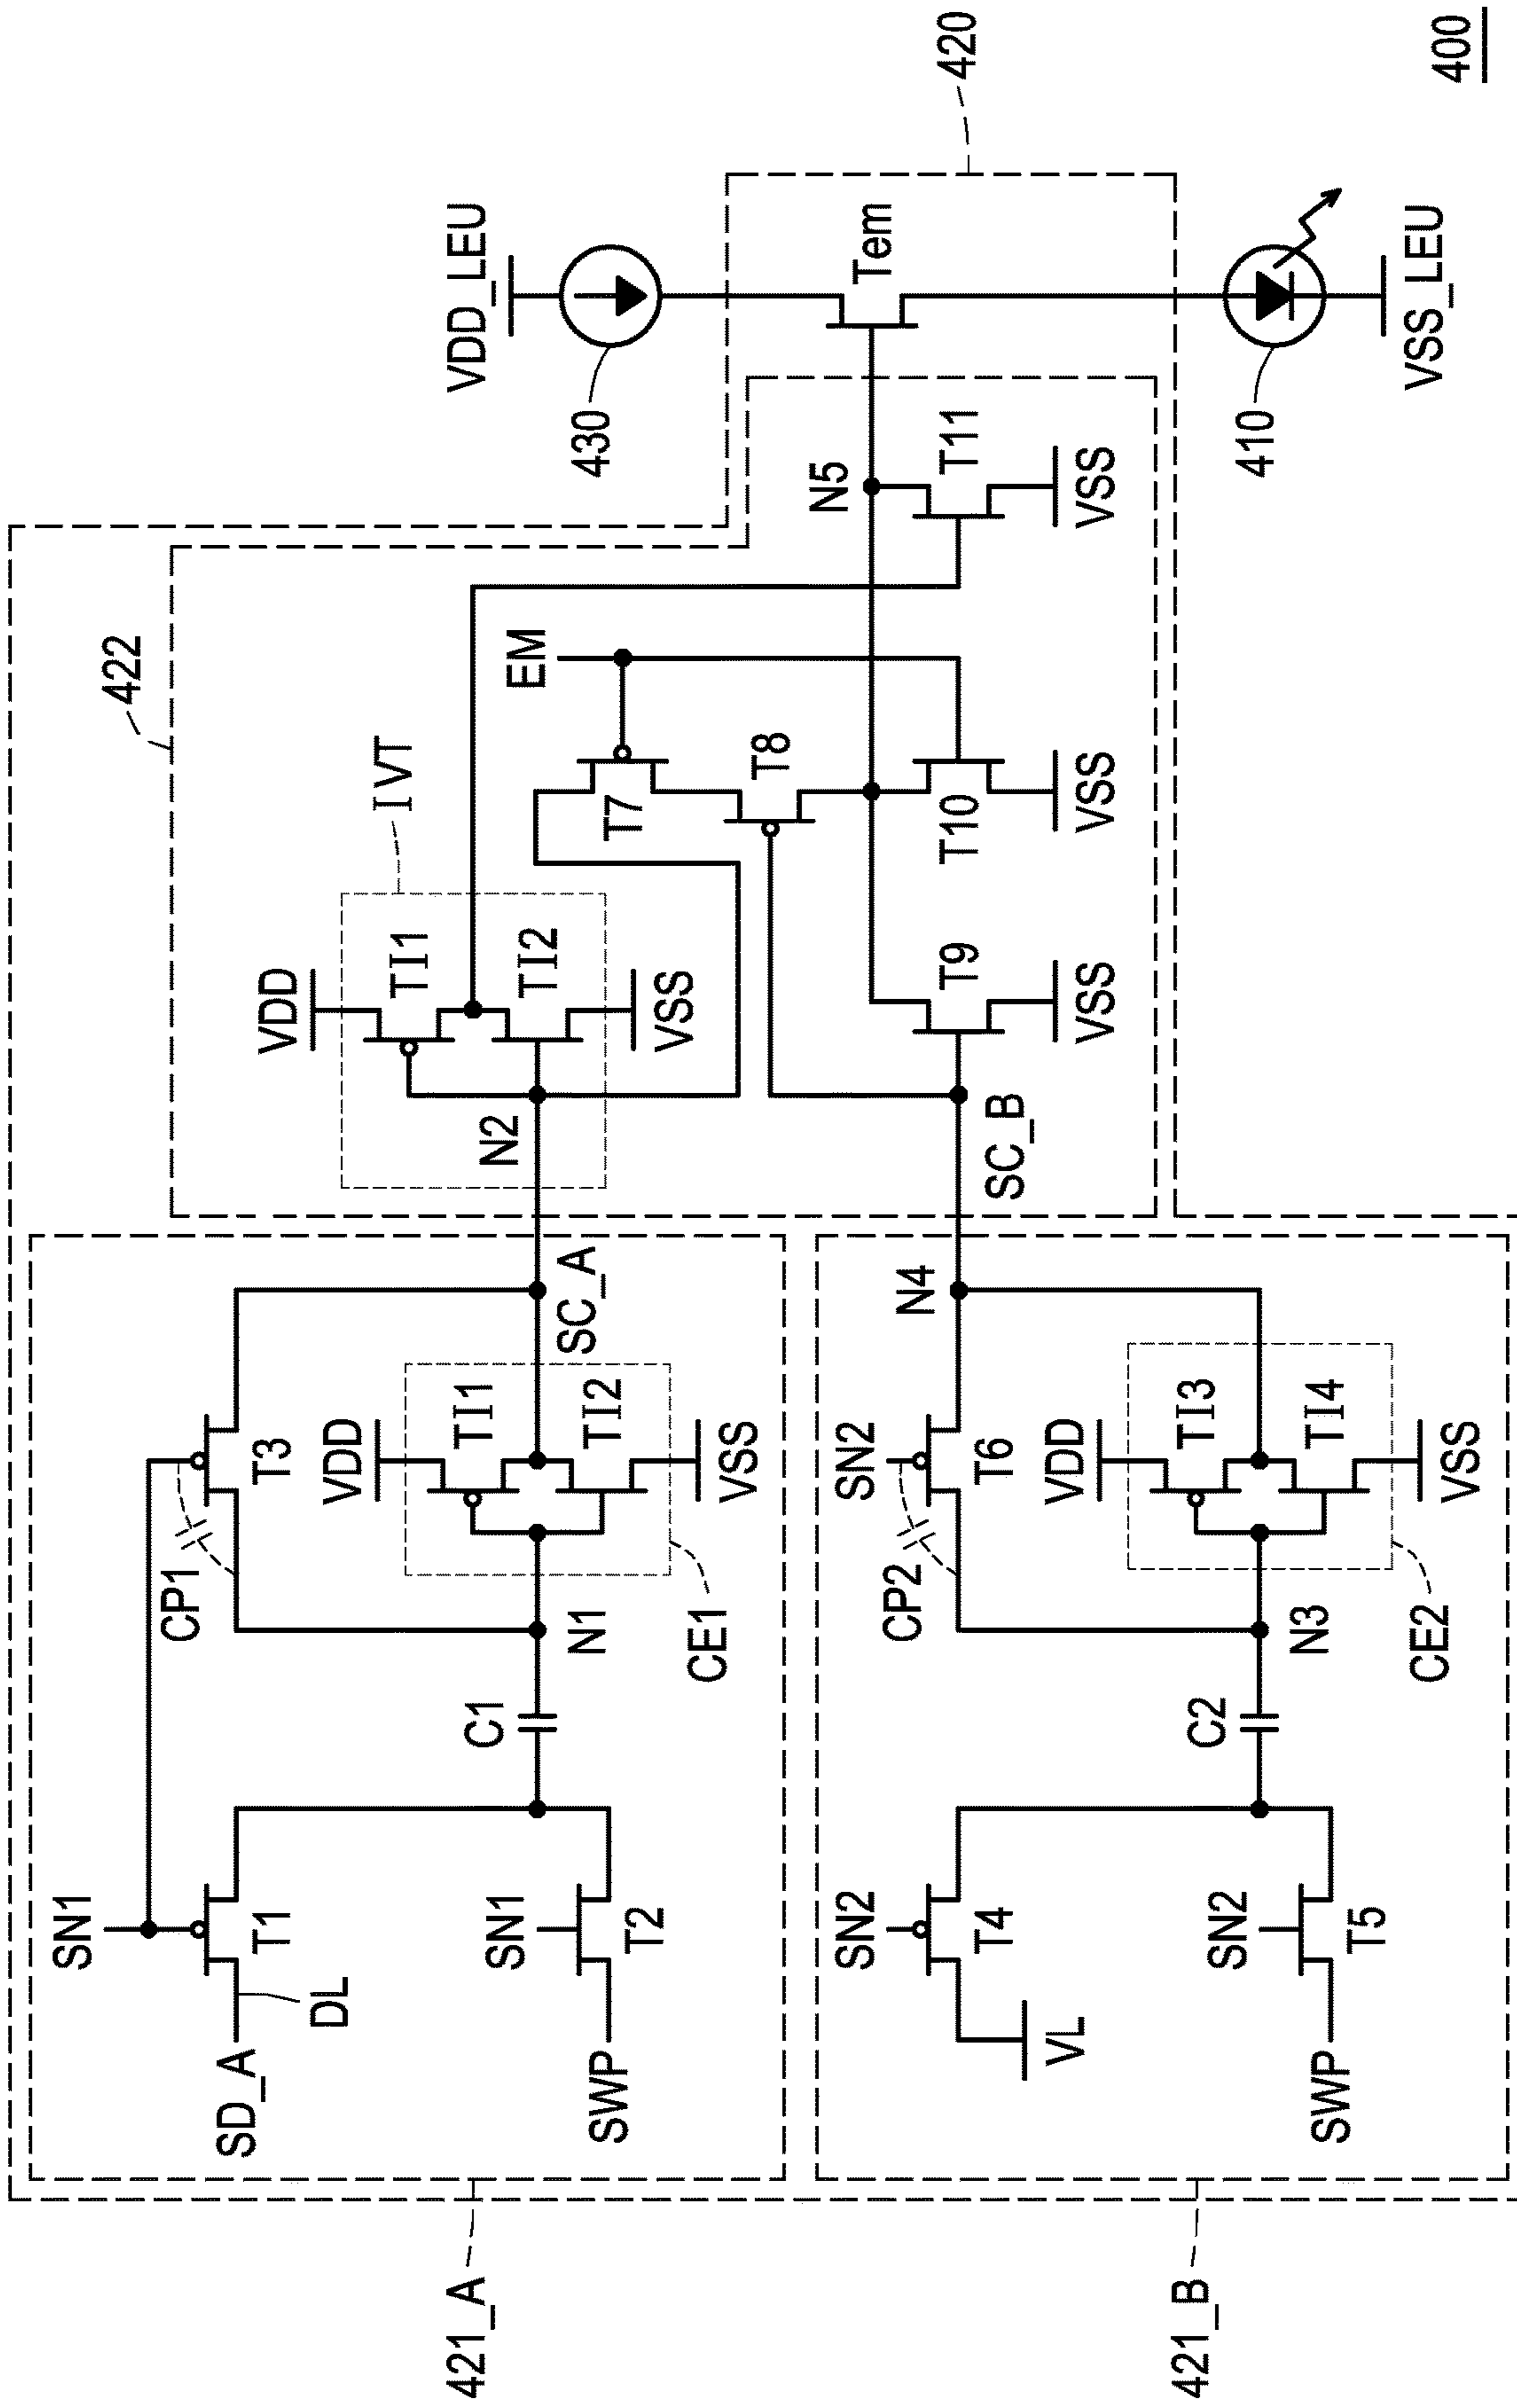 400
420
422
VDD_LEU
430
Tem
410
VSS_LEU
IVT
VDD
TI1
TI2
VSS
N2
EM
T7
T8
N5
T11
VSS
T10
VSS
T9
VSS
SC_B
SN1
T1
DL
SD_A
SN1
T2
SWP
C1
N1
CP1
T3
VDD
TI1
TI2
VSS
CE1
SC_A
421_A
SN2
T4
VL
SN2
T5
SWP
C2
N3
CP2
SN2
T6
VDD
TI3
TI4
VSS
CE2
N4
421_B